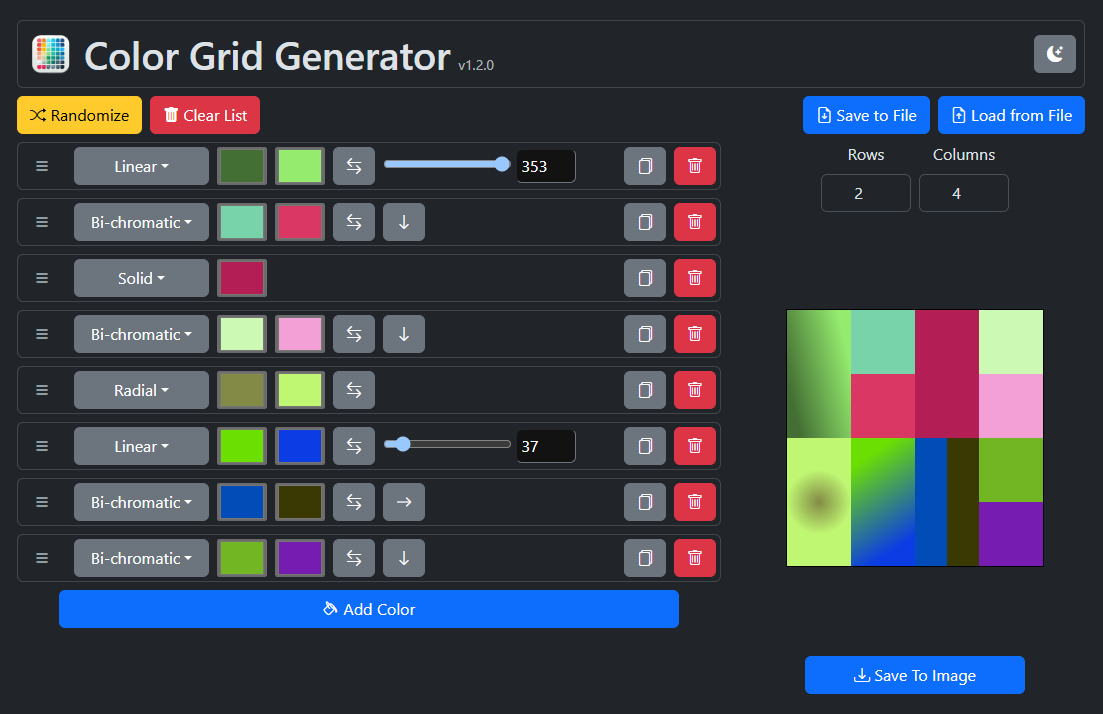 Color Grid Generator v1.2.0
Randomize Clear List Save to File Load from File
Rows Columns
2 4
Linear 353
Bi-chromatic
Solid
Bi-chromatic
Radial
Linear 37
Bi-chromatic
Bi-chromatic
Add Color
Save To Image